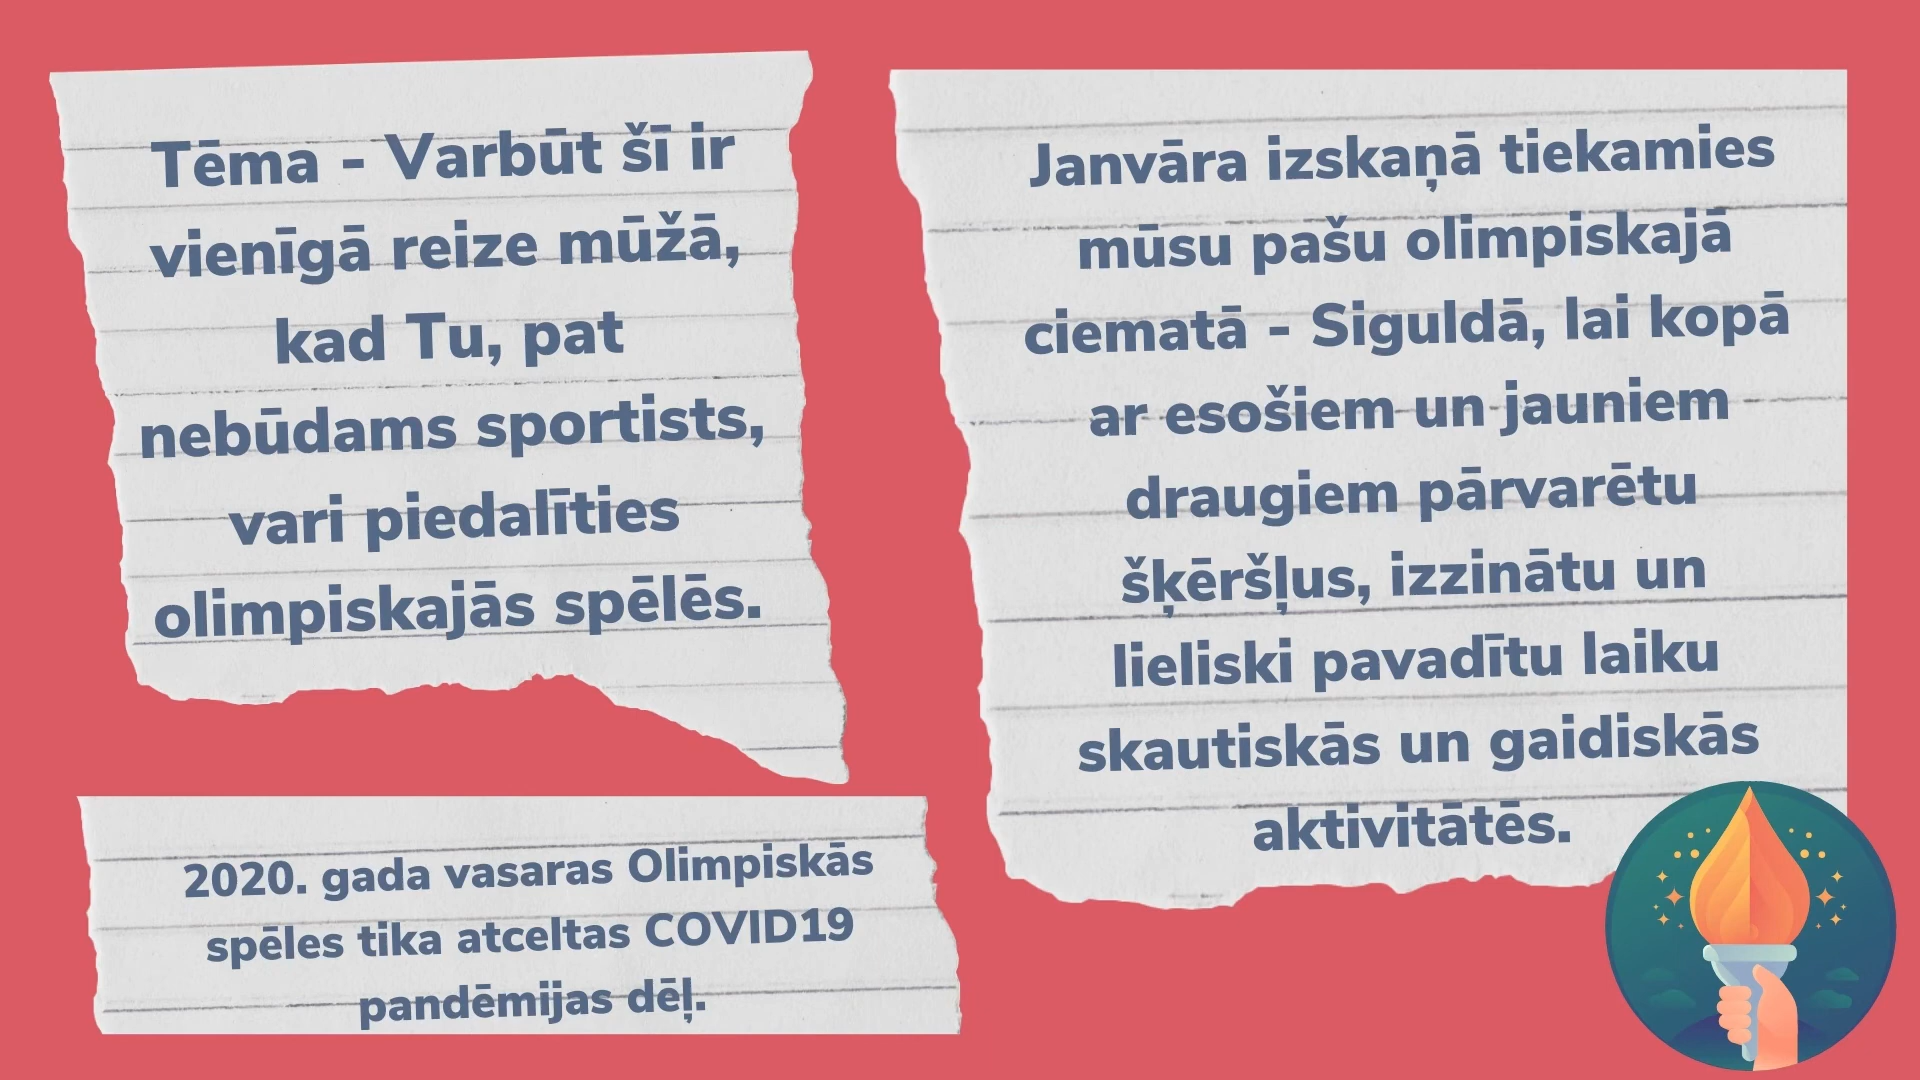 Tēma - Varbūt šī ir
vienīgā reize mūžā,
kad Tu, pat
nebūdams sportists,
vari piedalīties
olimpiskajās spēlēs.
2020. gada vasaras Olimpiskās
spēles tika atceltas COVID19
pandēmijas dēļ.
Janvāra izskaņā tiekamies
mūsu pašu olimpiskajā
ciematā - Siguldā, lai kopā
ar esošiem un jauniem
draugiem pārvarētu
šķēršļus, izzinātu un
lieliski pavadītu laiku
skautiskās un gaidiskās
aktivitātēs.